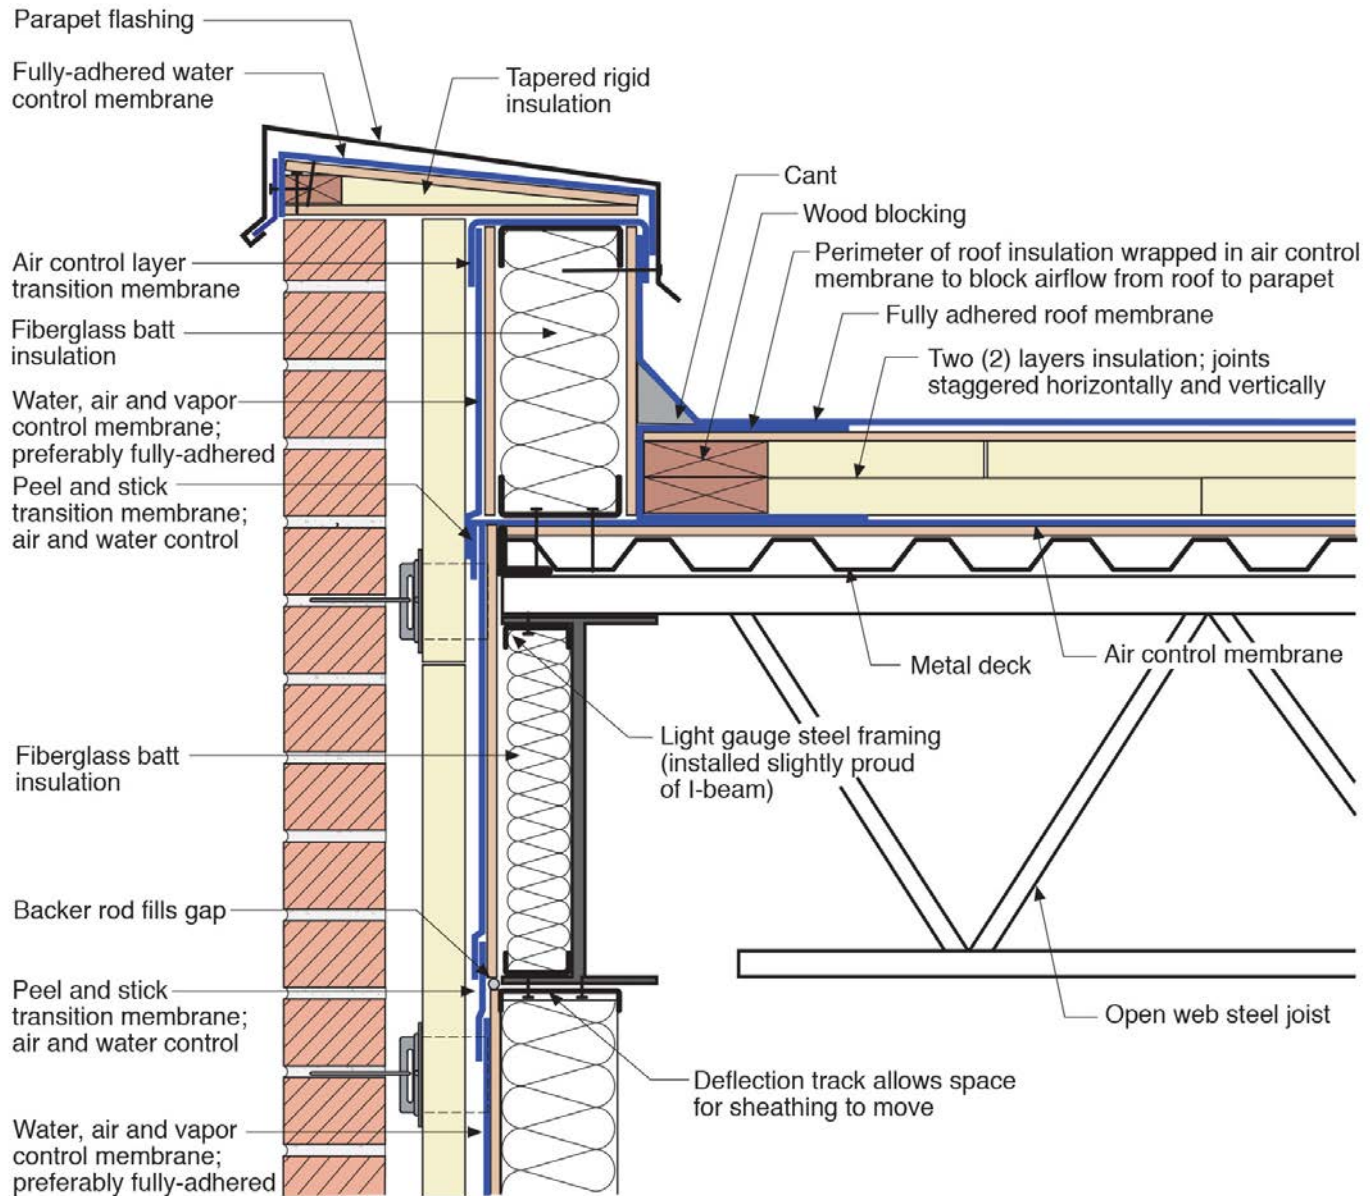 Parapet flashing
Fully-adhered water
control membrane
Tapered rigid
insulation
Cant
Wood blocking
Perimeter of roof insulation wrapped in air control
membrane to block airflow from roof to parapet
Fully adhered roof membrane
Two (2) layers insulation; joints
staggered horizontally and vertically
Air control layer
transition membrane
Fiberglass batt
insulation
Water, air and vapor
control membrane;
preferably fully-adhered
Peel and stick
transition membrane;
air and water control
Metal deck
Air control membrane
Light gauge steel framing
(installed slightly proud
of I-beam)
Fiberglass batt
insulation
Backer rod fills gap
Peel and stick
transition membrane;
air and water control
Open web steel joist
Deflection track allows space
for sheathing to move
Water, air and vapor
control membrane;
preferably fully-adhered